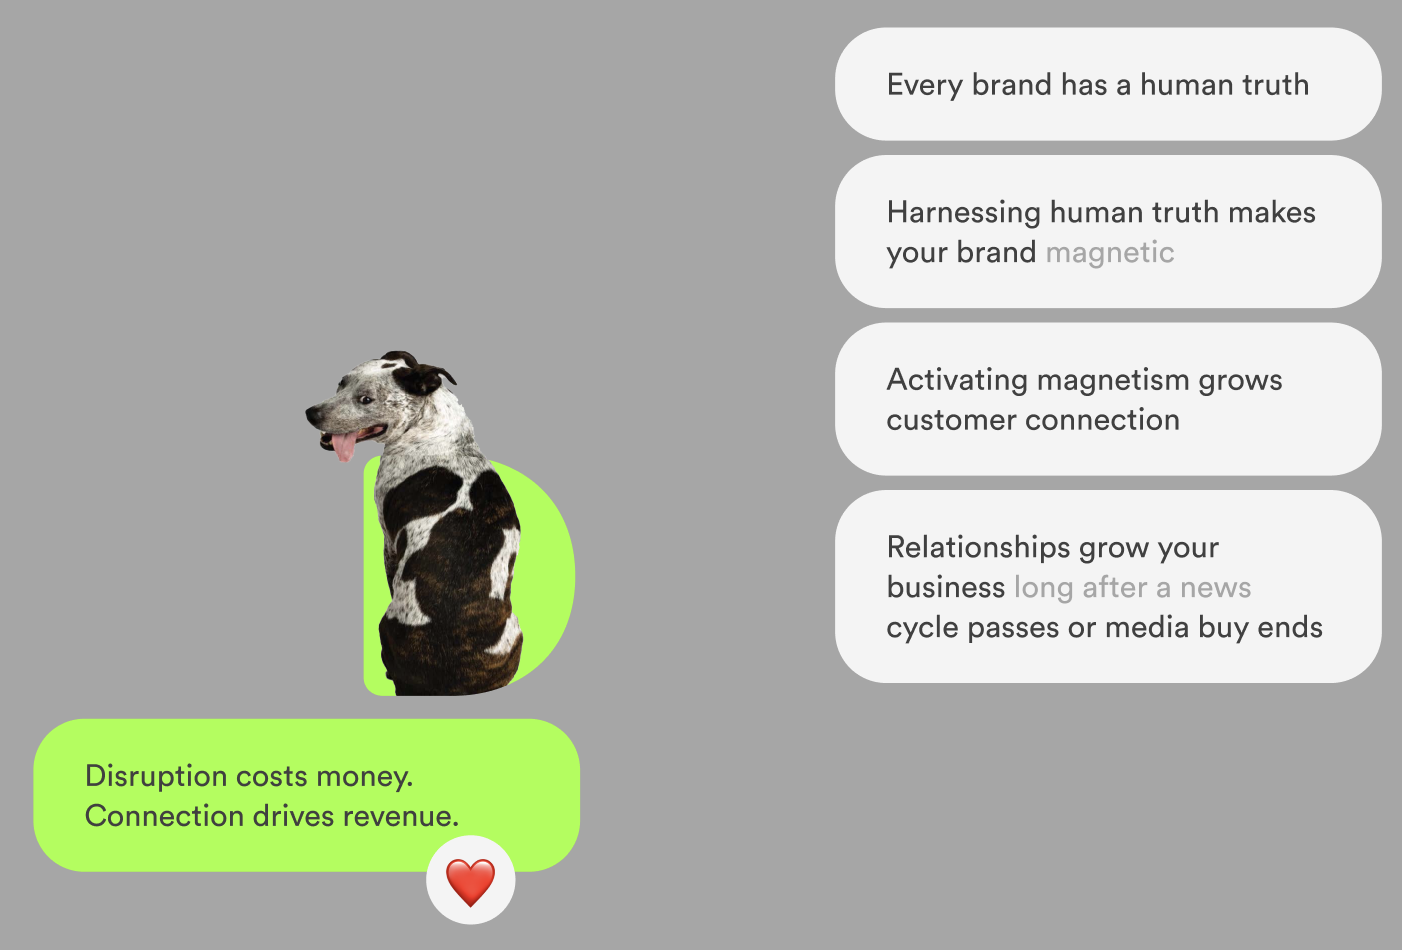 Every brand has a human truth
Harnessing human truth makes
your brand magnetic
Activating magnetism grows
customer connection
Relationships grow your
business long after a news
cycle passes or media buy ends
Disruption costs money.
Connection drives revenue.